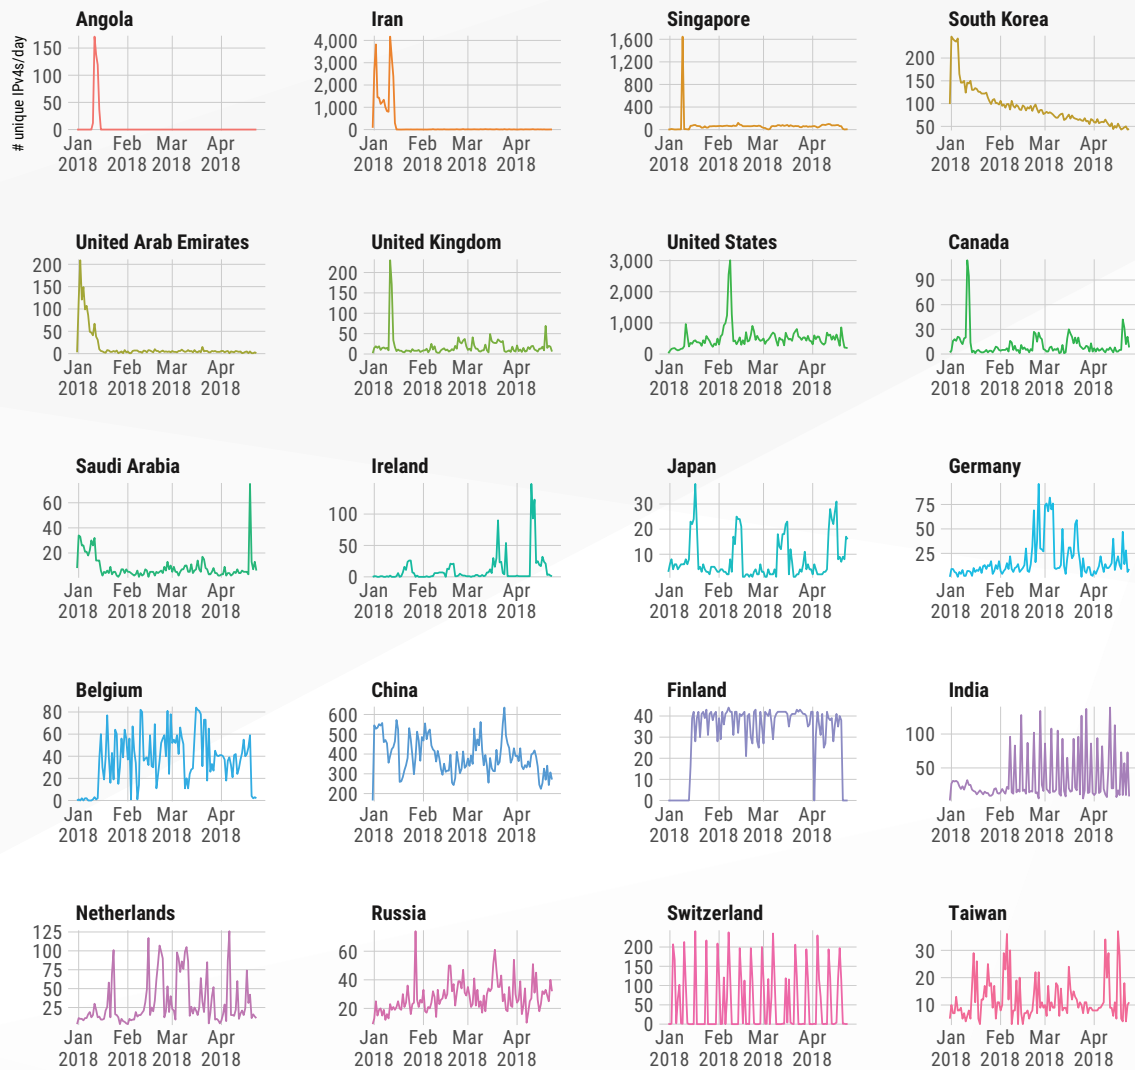 Angola Iran Singapore South Korea
# unique IPv4s/day
150 4,000 1,600 200
100 3,000 1,200 150
50 2,000 800 100
0 1,000 400 50
0 0
Jan Feb Mar Apr Jan Feb Mar Apr Jan Feb Mar Apr Jan Feb Mar Apr
2018 2018 2018 2018 2018 2018 2018 2018 2018 2018 2018 2018 2018 2018 2018 2018
United Arab Emirates United Kingdom United States Canada
200 200 3,000 90
150 150 2,000 60
100 100 1,000 30
50 50 0 0
0 0
Jan Feb Mar Apr Jan Feb Mar Apr Jan Feb Mar Apr Jan Feb Mar Apr
2018 2018 2018 2018 2018 2018 2018 2018 2018 2018 2018 2018 2018 2018 2018 2018
Saudi Arabia Ireland Japan Germany
60 100 30 75
40 50 20 50
20 0 10 25
Jan Feb Mar Apr Jan Feb Mar Apr Jan Feb Mar Apr Jan Feb Mar Apr
2018 2018 2018 2018 2018 2018 2018 2018 2018 2018 2018 2018 2018 2018 2018 2018
Belgium China Finland India
80 600 40 100
60 500 30 50
40 400 20
20 300 10
0 200 0
Jan Feb Mar Apr Jan Feb Mar Apr Jan Feb Mar Apr Jan Feb Mar Apr
2018 2018 2018 2018 2018 2018 2018 2018 2018 2018 2018 2018 2018 2018 2018 2018
Netherlands Russia Switzerland Taiwan
125 60 200 30
100 40 150 20
75 20 100 10
50 50
25 0
Jan Feb Mar Apr Jan Feb Mar Apr Jan Feb Mar Apr Jan Feb Mar Apr
2018 2018 2018 2018 2018 2018 2018 2018 2018 2018 2018 2018 2018 2018 2018 2018